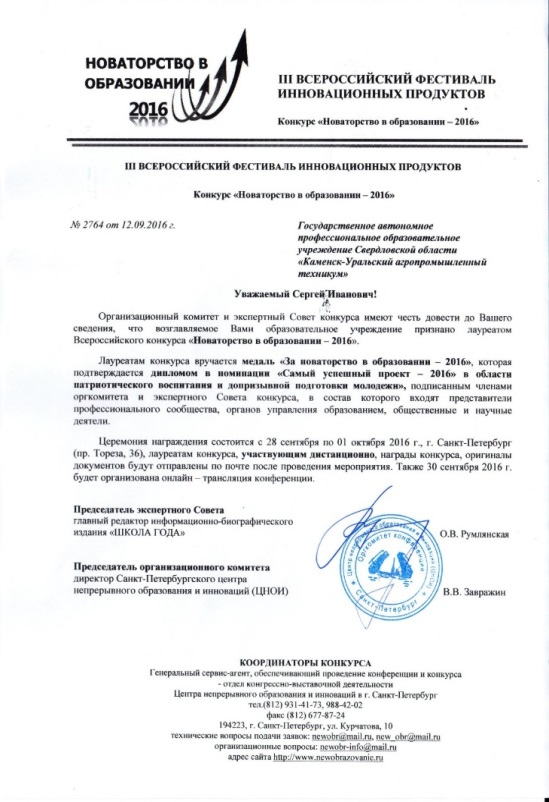 НОВАТОРСТВО В
ОБРАЗОВАНИИ
2016
III ВСЕРОССИЙСКИЙ ФЕСТИВАЛЬ
ИННОВАЦИОННЫХ ПРОДУКТОВ
Конкурс «Новаторство в образовании – 2016»
III ВСЕРОССИЙСКИЙ ФЕСТИВАЛЬ ИННОВАЦИОННЫХ ПРОДУКТОВ
Конкурс «Новаторство в образовании – 2016»
№ 2764 от 12.09.2016 г.
Государственное автономное
профессиональное образовательное
учреждение Свердловской области
«Каменск-Уральский агропромышленный
техникум»
Уважаемый Сергей Иванович!
Организационный комитет и экспертный Совет конкурса имеют честь довести до Вашего
сведения, что возглавляемое Вами образовательное учреждение признано лауреатом
Всероссийского конкурса «Новаторство в образовании – 2016».
Лауреатам конкурса вручается медаль «За новаторство в образовании – 2016», которая
подтверждается дипломом в номинации «Самый успешный проект – 2016» в области
патриотического воспитания и допризывной подготовки молодежи», подписанным членами
оргкомитета и экспертного Совета конкурса, в состав которого входят представители
профессионального сообщества, органов управления образованием, общественные и научные
деятели.
Церемония награждения состоится с 28 сентября по 01 октября 2016 г., г. Санкт-Петербург
(пр. Тореза, 36), лауреатам конкурса, участвующим дистанционно, награды конкурса, оригиналы
документов будут отправлены по почте после проведения мероприятия. Также 30 сентября 2016 г.
будет организована онлайн – трансляция конференции.
Председатель экспертного Совета
главный редактор информационно-биографического
издания «ШКОЛА ГОДА»
О.В. Румлянская
Председатель организационного комитета
директор Санкт-Петербургского центра
непрерывного образования и инноваций (ЦНОИ)
В.В. Завражин
Оргкомитет конференции
Санкт-Петербург
КООРДИНАТОРЫ КОНКУРСА
Генеральный сервис-агент, обеспечивающий проведение конференции и конкурса
- отдел конгрессно-выставочной деятельности
Центра непрерывного образования и инноваций в г. Санкт-Петербург
тел.(812) 931-41-73, 988-42-02
факс (812) 677-87-24
194223, г. Санкт-Петербург, ул. Курчатова, 10
технические вопросы подачи заявок: newobr@mail.ru, new_obr@mail.ru
организационные вопросы: newobr-info@mail.ru
адрес сайта http://www.newobrazovanie.ru